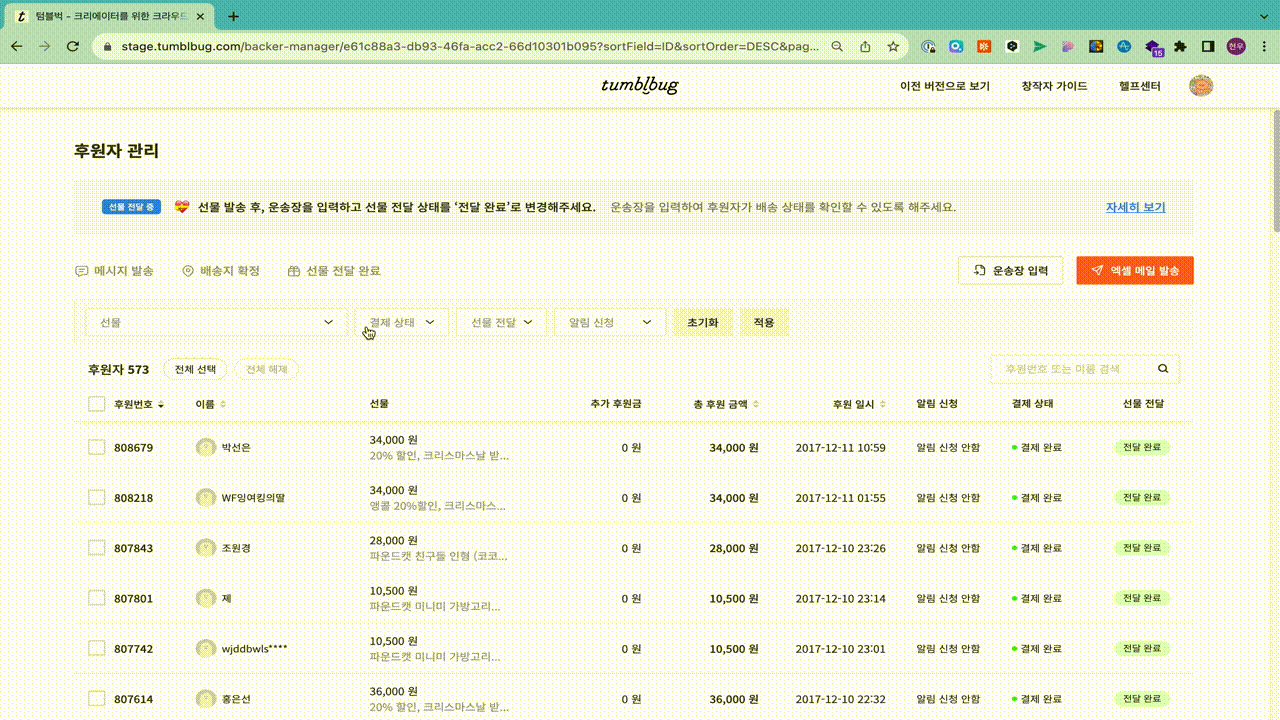 텀블벅 - 크리에이터를 위한 크라우드
stage.tumblbug.com/backer-manager/e61c88a3-db93-46fa-acc2-66d10301b095?sortField=ID&sortOrder=DESC&pag...
15
현우
tumblbug
이전 버전으로 보기 창작자 가이드 헬프센터
후원자 관리
선물 전달 중 선물 발송 후, 운송장을 입력하고 선물 전달 상태를 ‘전달 완료’로 변경해주세요. 운송장을 입력하여 후원자가 배송 상태를 확인할 수 있도록 해주세요. 자세히 보기
메시지 발송 배송지 확정 선물 전달 완료 운송장 입력 엑셀 메일 발송
선물 결제 상태 선물 전달 알림 신청 초기화 적용
후원자 573 전체 선택 전체 해제 후원번호 또는 이름 검색
후원번호 이름 선물 추가 후원금 총 후원 금액 후원 일시 알림 신청 결제 상태 선물 전달
808679 박선은 34,000 원 0 원 34,000 원 2017-12-11 10:59 알림 신청 안함 결제 완료 전달 완료
20% 할인, 크리스마스날 받...
808218 WF잉여킹의딸 34,000 원 0 원 34,000 원 2017-12-11 01:55 알림 신청 안함 결제 완료 전달 완료
앵콜 20%할인, 크리스마스...
807843 조원경 28,000 원 0 원 28,000 원 2017-12-10 23:26 알림 신청 안함 결제 완료 전달 완료
파운드캣 친구들 인형 (코코...
807801 제 10,500 원 0 원 10,500 원 2017-12-10 23:14 알림 신청 안함 결제 완료 전달 완료
파운드캣 미니미 가방고리...
807742 wjddbwls**** 10,500 원 0 원 10,500 원 2017-12-10 23:01 알림 신청 안함 결제 완료 전달 완료
파운드캣 미니미 가방고리...
807614 홍은선 36,000 원 0 원 36,000 원 2017-12-10 22:32 알림 신청 안함 결제 완료 전달 완료
20% 할인, 크리스마스날 받...